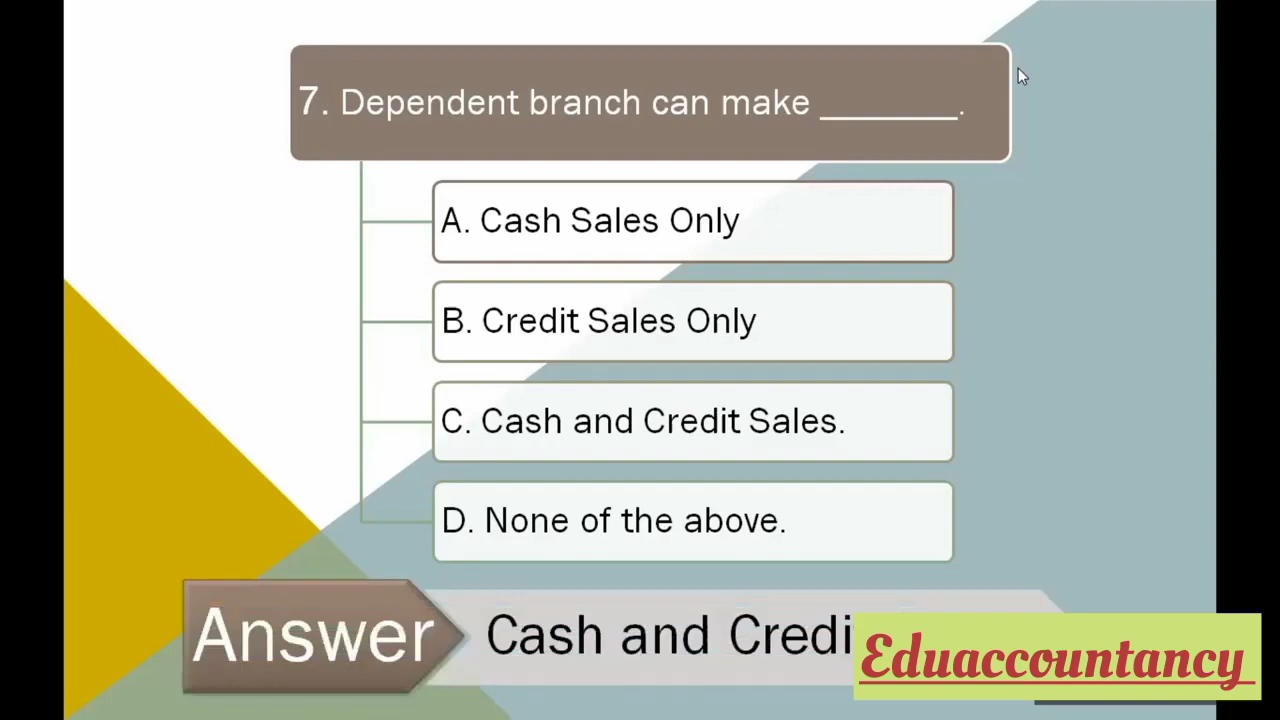 7. Dependent branch can make ________.
A. Cash Sales Only
B. Credit Sales Only
C. Cash and Credit Sales.
D. None of the above.
Answer Cash and Credi
Eduaccountancy